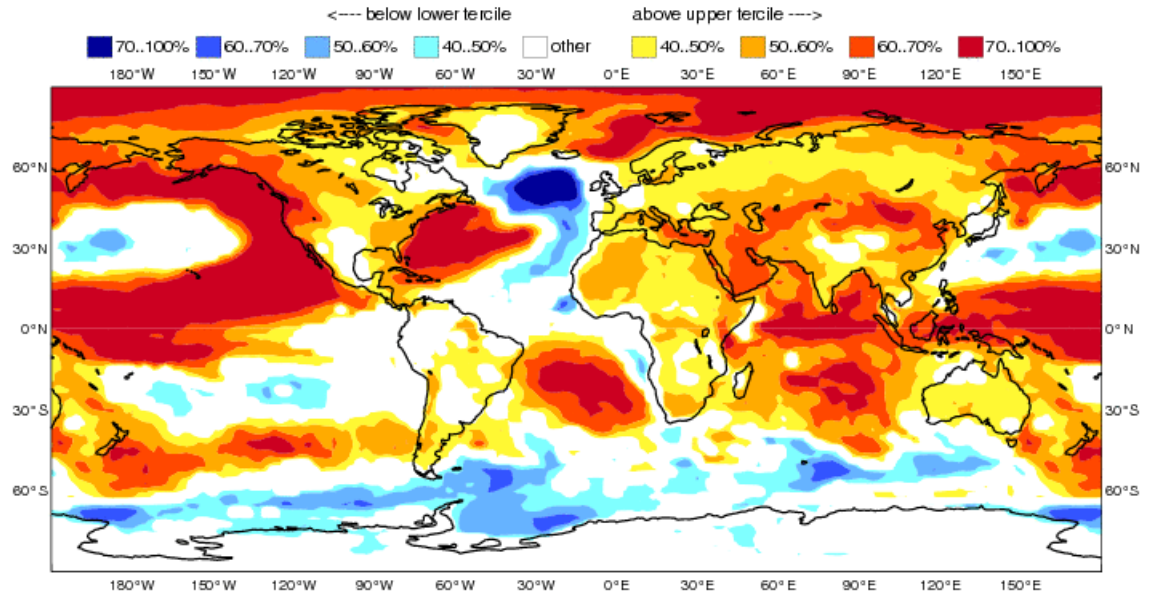 <---- below lower tercile above upper tercile ---->
70..100% 60..70% 50..60% 40..50% other 40..50% 50..60% 60..70% 70..100%
180°W 150°W 120°W 90°W 60°W 30°W 0°E 30°E 60°E 90°E 120°E 150°E
60°N 60°N
30°N 30°N
0°N 0°N
30°S 30°S
60°S 60°S
180°W 150°W 120°W 90°W 60°W 30°W 0°E 30°E 60°E 90°E 120°E 150°E